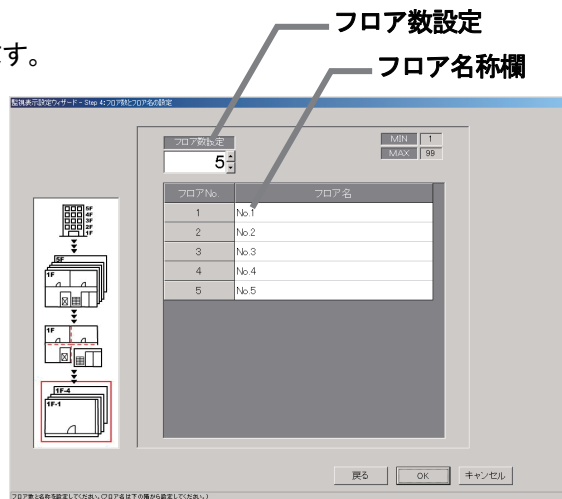 フロア数設定
す。
フロア名称欄
監視表示設定ウィザード - Step 4:フロア数とフロア名の設定
フロア数設定
5
MIN 1
MAX 99
フロアNo. フロア名
1 No.1
2 No.2
3 No.3
4 No.4
5 No.5
5F
4F
3F
2F
1F
5F
1F
1F
1F-4
1F-1
戻る OK キャンセル
フロア数と名称を設定してください。(フロア名は下の階から設定してください。)